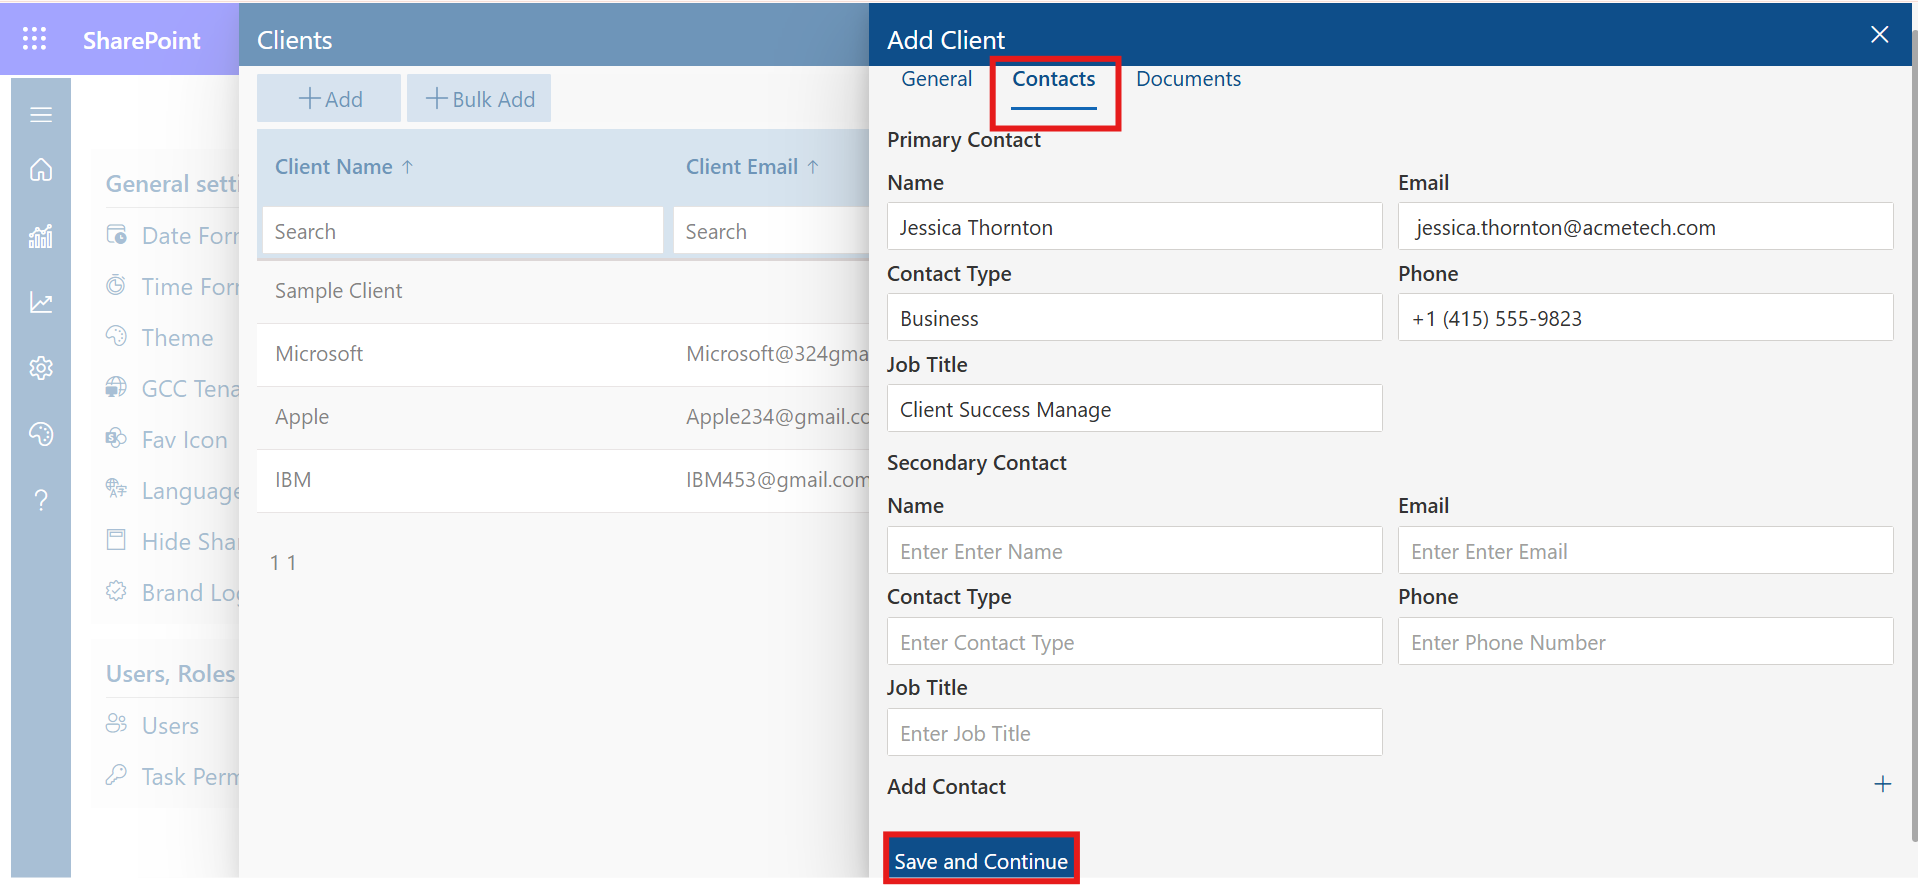 SharePoint
General setti
Date Forr
Time Forr
Theme
GCC Tena
Fav Icon
Language
Hide Shar
Brand Log
Users, Roles
Users
Task Perm
Clients
Add
Bulk Add
Client Name ↑
Client Email ↑
Search
Search
Sample Client
Microsoft
Microsoft@324gma
Apple
Apple234@gmail.co
IBM
IBM453@gmail.com
1 1
Add Client
General
Contacts
Documents
Primary Contact
Name
Email
Jessica Thornton
jessica.thornton@acmetech.com
Contact Type
Phone
Business
+1 (415) 555-9823
Job Title
Client Success Manage
Secondary Contact
Name
Email
Enter Enter Name
Enter Enter Email
Contact Type
Phone
Enter Contact Type
Enter Phone Number
Job Title
Enter Job Title
Add Contact
Save and Continue